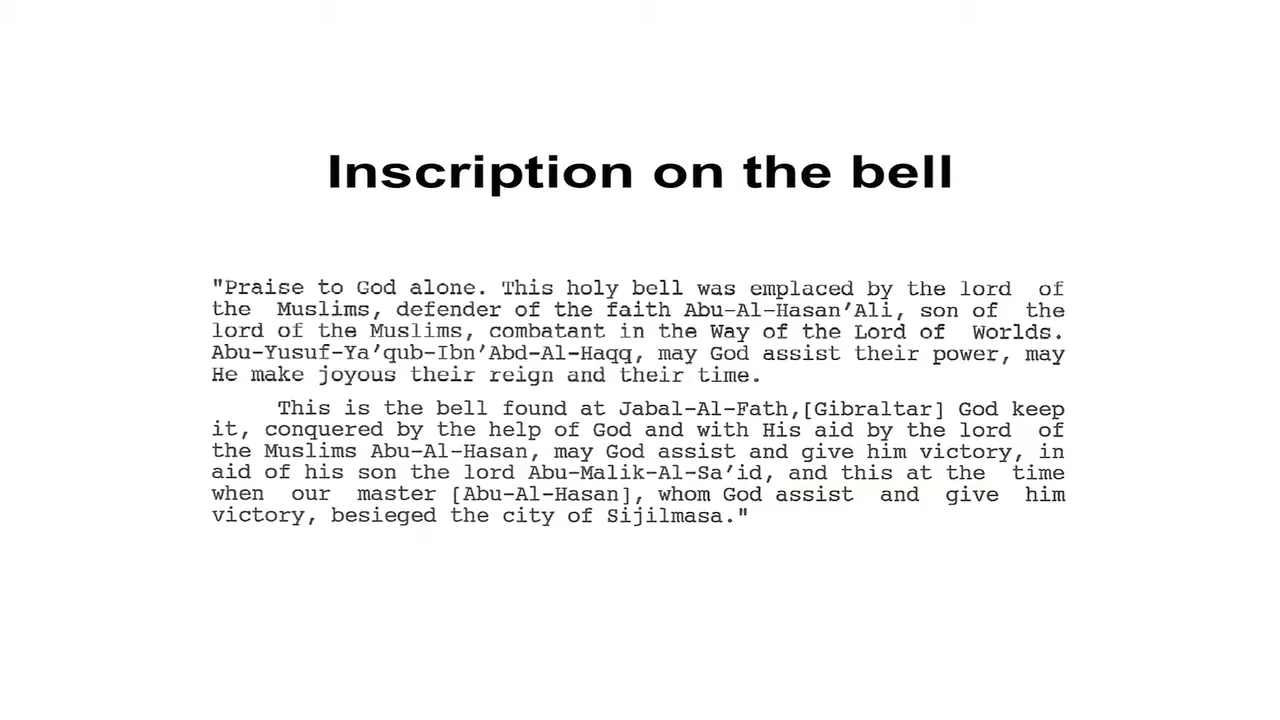 Inscription on the bell
"Praise to God alone. This holy bell was emplaced by the lord of
the Muslims, defender of the faith Abu-Al-Hasan'Ali, son of the
lord of the Muslims, combatant in the Way of the Lord of Worlds.
Abu-Yusuf-Ya'qub-Ibn'Abd-Al-Haqq, may God assist their power, may
He make joyous their reign and their time.
This is the bell found at Jabal-Al-Fath,[Gibraltar] God keep
it, conquered by the help of God and with His aid by the lord of
the Muslims Abu-Al-Hasan, may God assist and give him victory, in
aid of his son the lord Abu-Malik-Al-Sa'id, and this at the time
when our master [Abu-Al-Hasan], whom God assist and give him
victory, besieged the city of Sijilmasa."